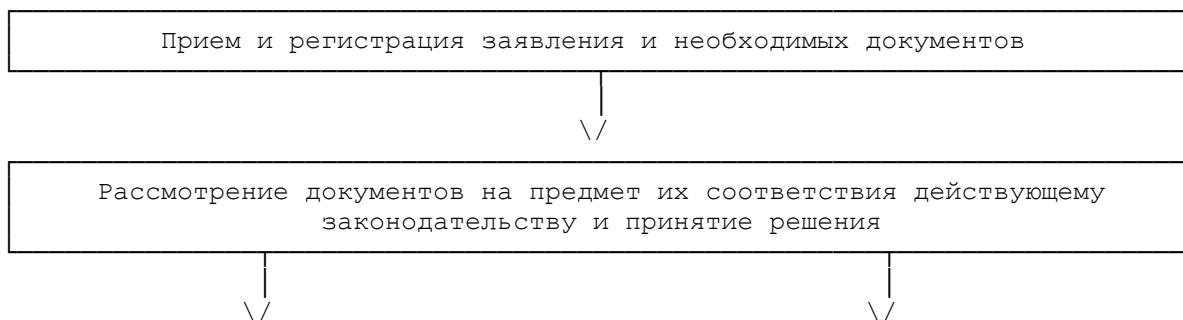 Прием и регистрация заявления и необходимых документов
Рассмотрение документов на предмет их соответствия действующему
законодательству и принятие решения